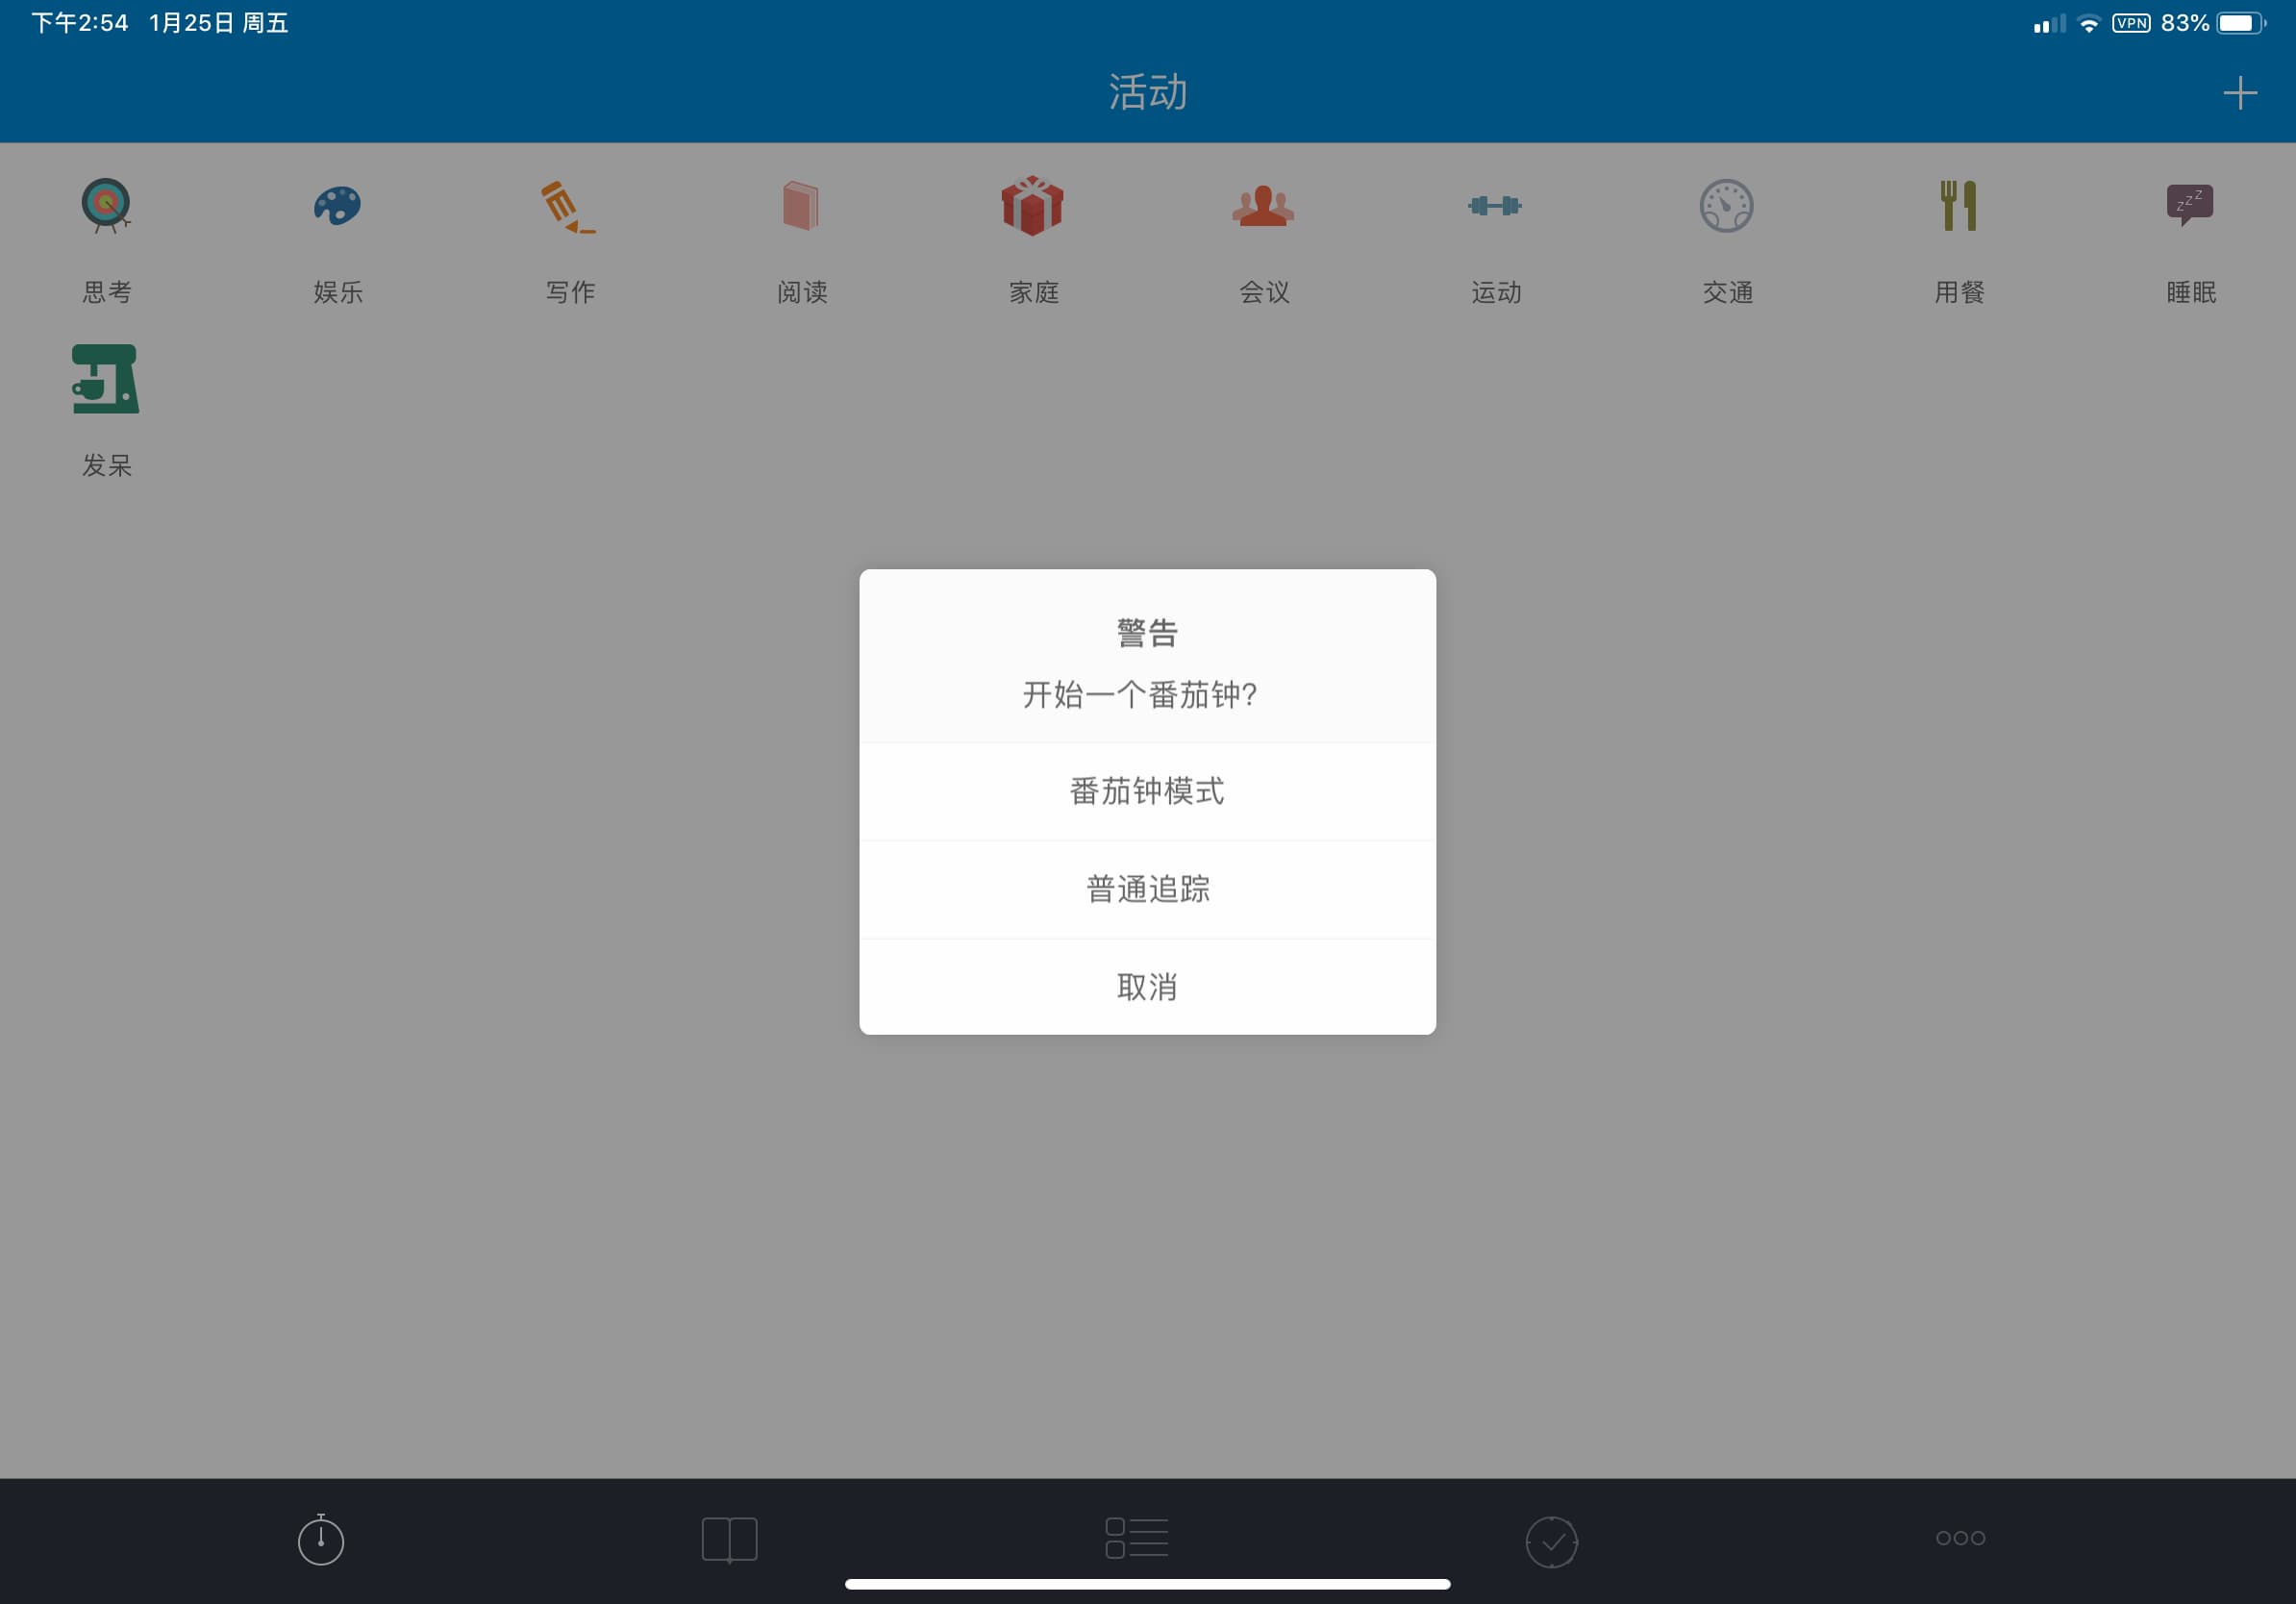 下午2:54 1月25日 周五
VPN 83%
活动
思考 娱乐 写作 阅读 家庭 会议 运动 交通 用餐 睡眠
z z z
发呆
警告
开始一个番茄钟?
番茄钟模式
普通追踪
取消